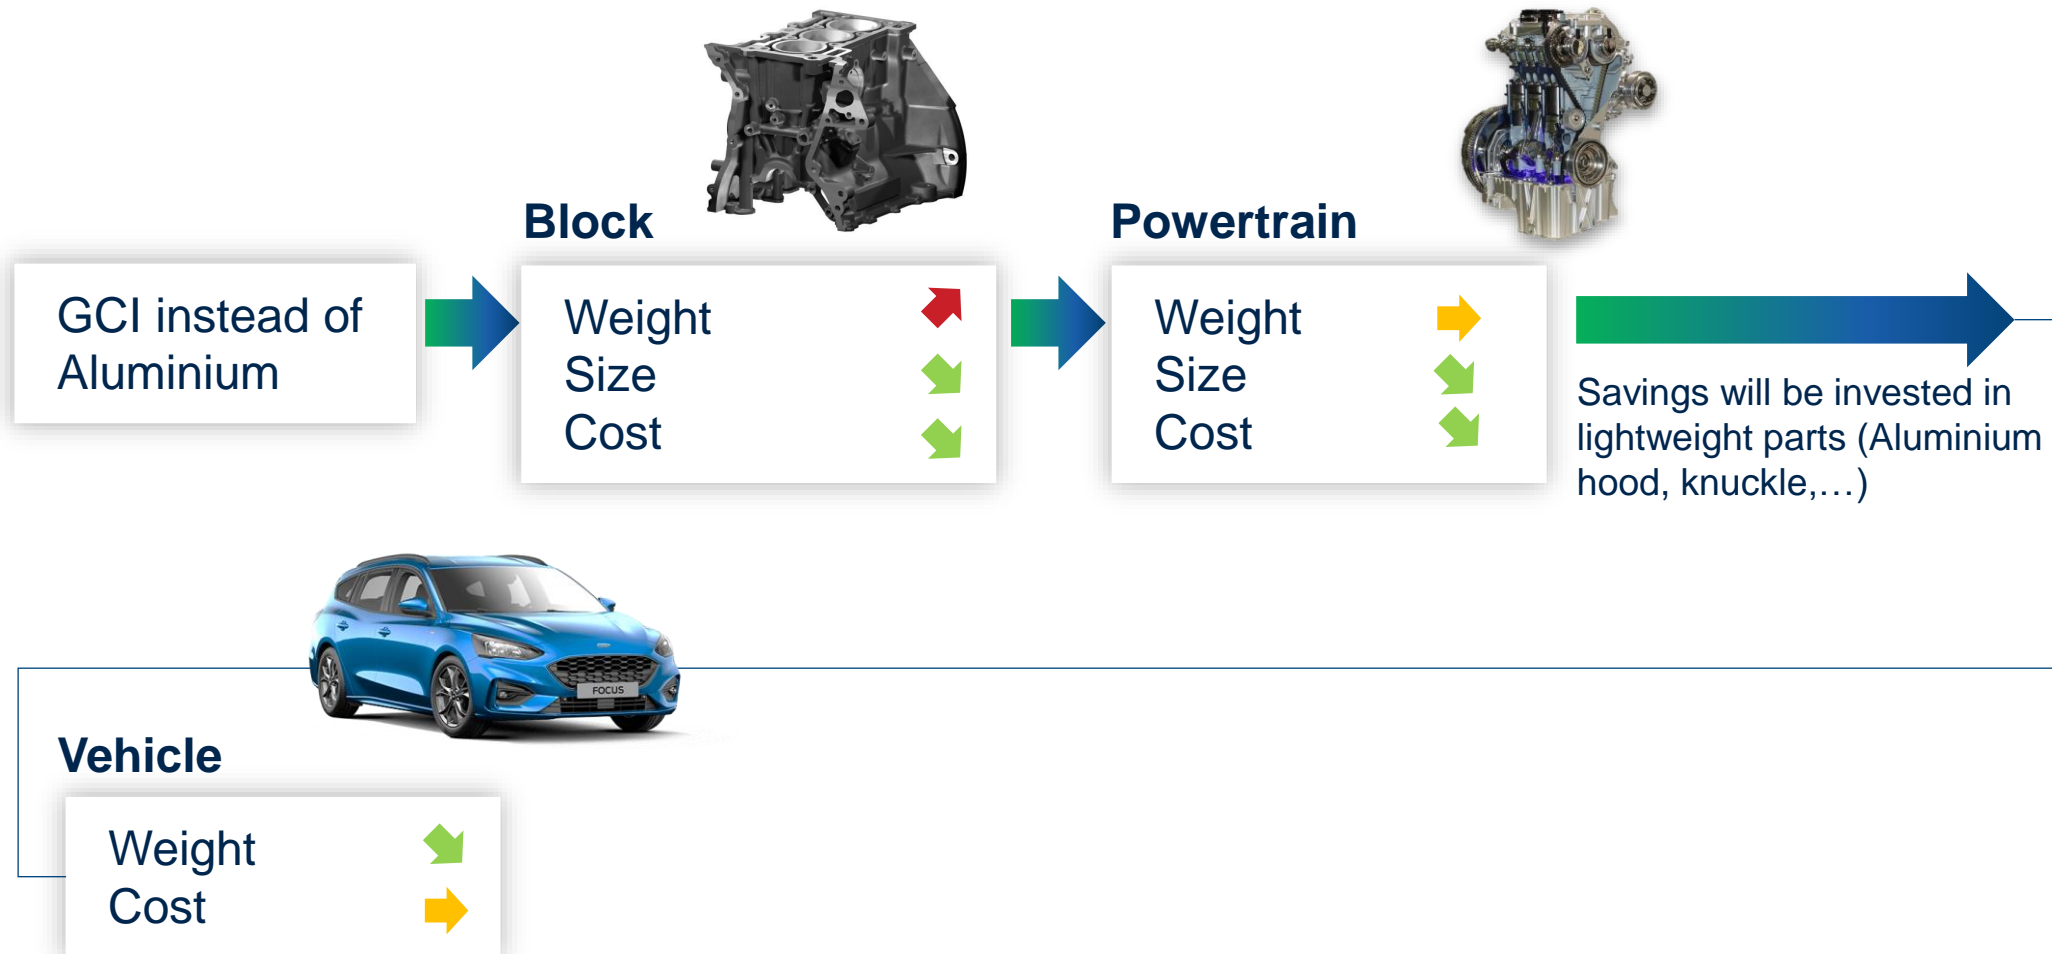 Block
Powertrain
GCI instead of
Aluminium
Weight
Size
Cost
Weight
Size
Cost
Savings will be invested in
lightweight parts (Aluminium
hood, knuckle,…)
FOCUS
Vehicle
Weight
Cost